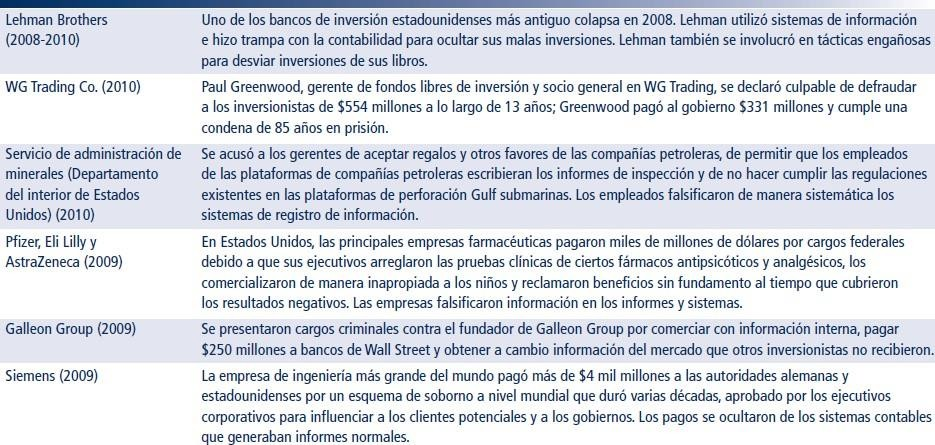 Lehman Brothers
(2008-2010)
Uno de los bancos de inversión estadounidenses más antiguo colapsa en 2008. Lehman utilizó sistemas de información
e hizo trampa con la contabilidad para ocultar sus malas inversiones. Lehman también se involucró en tácticas engañosas
para desviar inversiones de sus libros.
WG Trading Co. (2010)
Paul Greenwood, gerente de fondos libres de inversión y socio general en WG Trading, se declaró culpable de defraudar
a los inversionistas de $554 millones a lo largo de 13 años; Greenwood pagó al gobierno $331 millones y cumple una
condena de 85 años en prisión.
Servicio de administración de
minerales (Departamento
del interior de Estados
Unidos) (2010)
Se acusó a los gerentes de aceptar regalos y otros favores de las compañías petroleras, de permitir que los empleados
de las plataformas de compañías petroleras escribieran los informes de inspección y de no hacer cumplir las regulaciones
existentes en las plataformas de perforación Gulf submarinas. Los empleados falsificaron de manera sistemática los
sistemas de registro de información.
Pfizer, Eli Lilly y
AstraZeneca (2009)
En Estados Unidos, las principales empresas farmacéuticas pagaron miles de millones de dólares por cargos federales
debido a que sus ejecutivos arreglaron las pruebas clínicas de ciertos fármacos antipsicóticos y analgésicos, los
comercializaron de manera inapropiada a los niños y reclamaron beneficios sin fundamento al tiempo que cubrieron
los resultados negativos. Las empresas falsificaron información en los informes y sistemas.
Galleon Group (2009)
Se presentaron cargos criminales contra el fundador de Galleon Group por comerciar con información interna, pagar
$250 millones a bancos de Wall Street y obtener a cambio información del mercado que otros inversionistas no recibieron.
Siemens (2009)
La empresa de ingeniería más grande del mundo pagó más de $4 mil millones a las autoridades alemanas y
estadounidenses por un esquema de soborno a nivel mundial que duró varias décadas, aprobado por los ejecutivos
corporativos para influenciar a los clientes potenciales y a los gobiernos. Los pagos se ocultaron de los sistemas contables
que generaban informes normales.